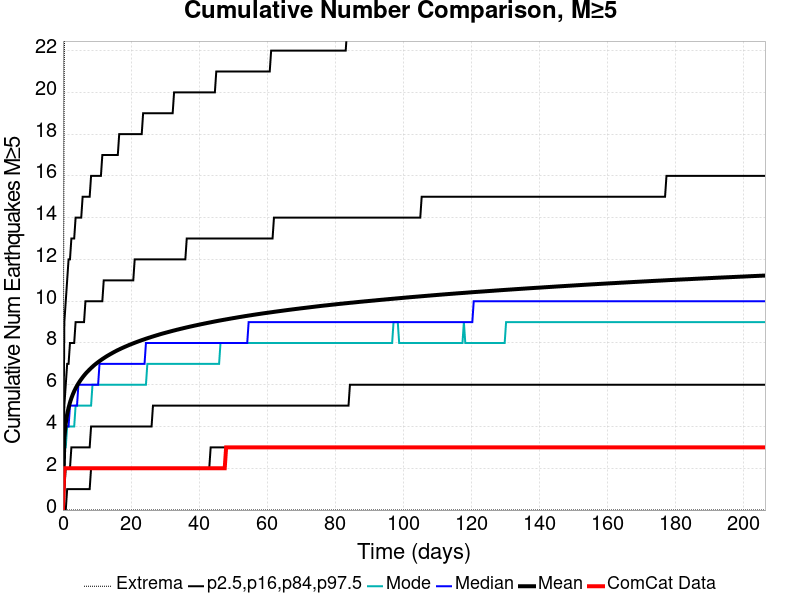 Cumulative Number Comparison, M≥5
Cumulative Num Earthquakes M≥5
22
20
18
16
14
12
10
8
6
4
2
0
0 20 40 60 80 100 120 140 160 180 200
Time (days)
Extrema p2.5,p16,p84,p97.5 Mode Median Mean ComCat Data